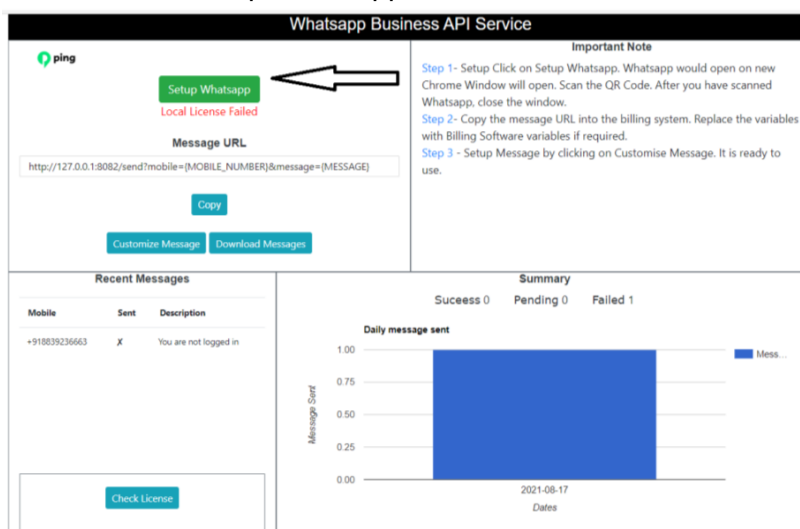 Whatsapp Business API Service
ping
Setup Whatsapp
Local License Failed
Message URL
http://127.0.0.1:8082/send?mobile={MOBILE_NUMBER}&message={MESSAGE}
Copy
Customize Message Download Messages
Important Note
Step 1- Setup Click on Setup Whatsapp. Whatsapp would open on new
Chrome Window will open. Scan the QR Code. After you have scanned
Whatsapp, close the window.
Step 2- Copy the message URL into the billing system. Replace the variables
with Billing Software variables if required.
Step 3 - Setup Message by clicking on Customise Message. It is ready to
use.
Recent Messages
Mobile Sent Description
+918839236663 ✗ You are not logged in
Check License
Summary
Suceess 0 Pending 0 Failed 1
Daily message sent
Mess...
Message Sent
1.00
0.75
0.50
0.25
0.00
2021-08-17
Dates